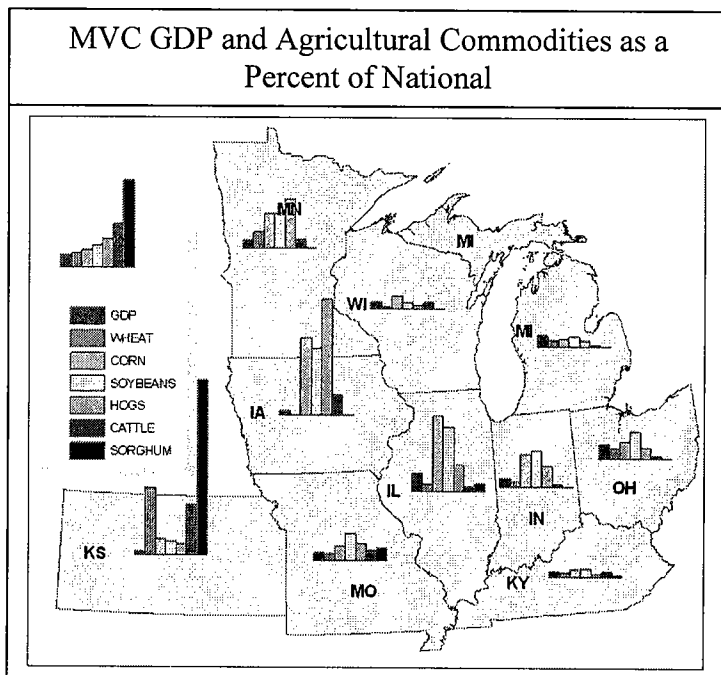 MVC GDP and Agricultural Commodities as a
Percent of National
MN
MI
WI
MI
GDP
WHEAT
CORN
SOYBEANS
HOGS
CATTLE
SORGHUM
IA
IL
IN
OH
KS
MO
KY